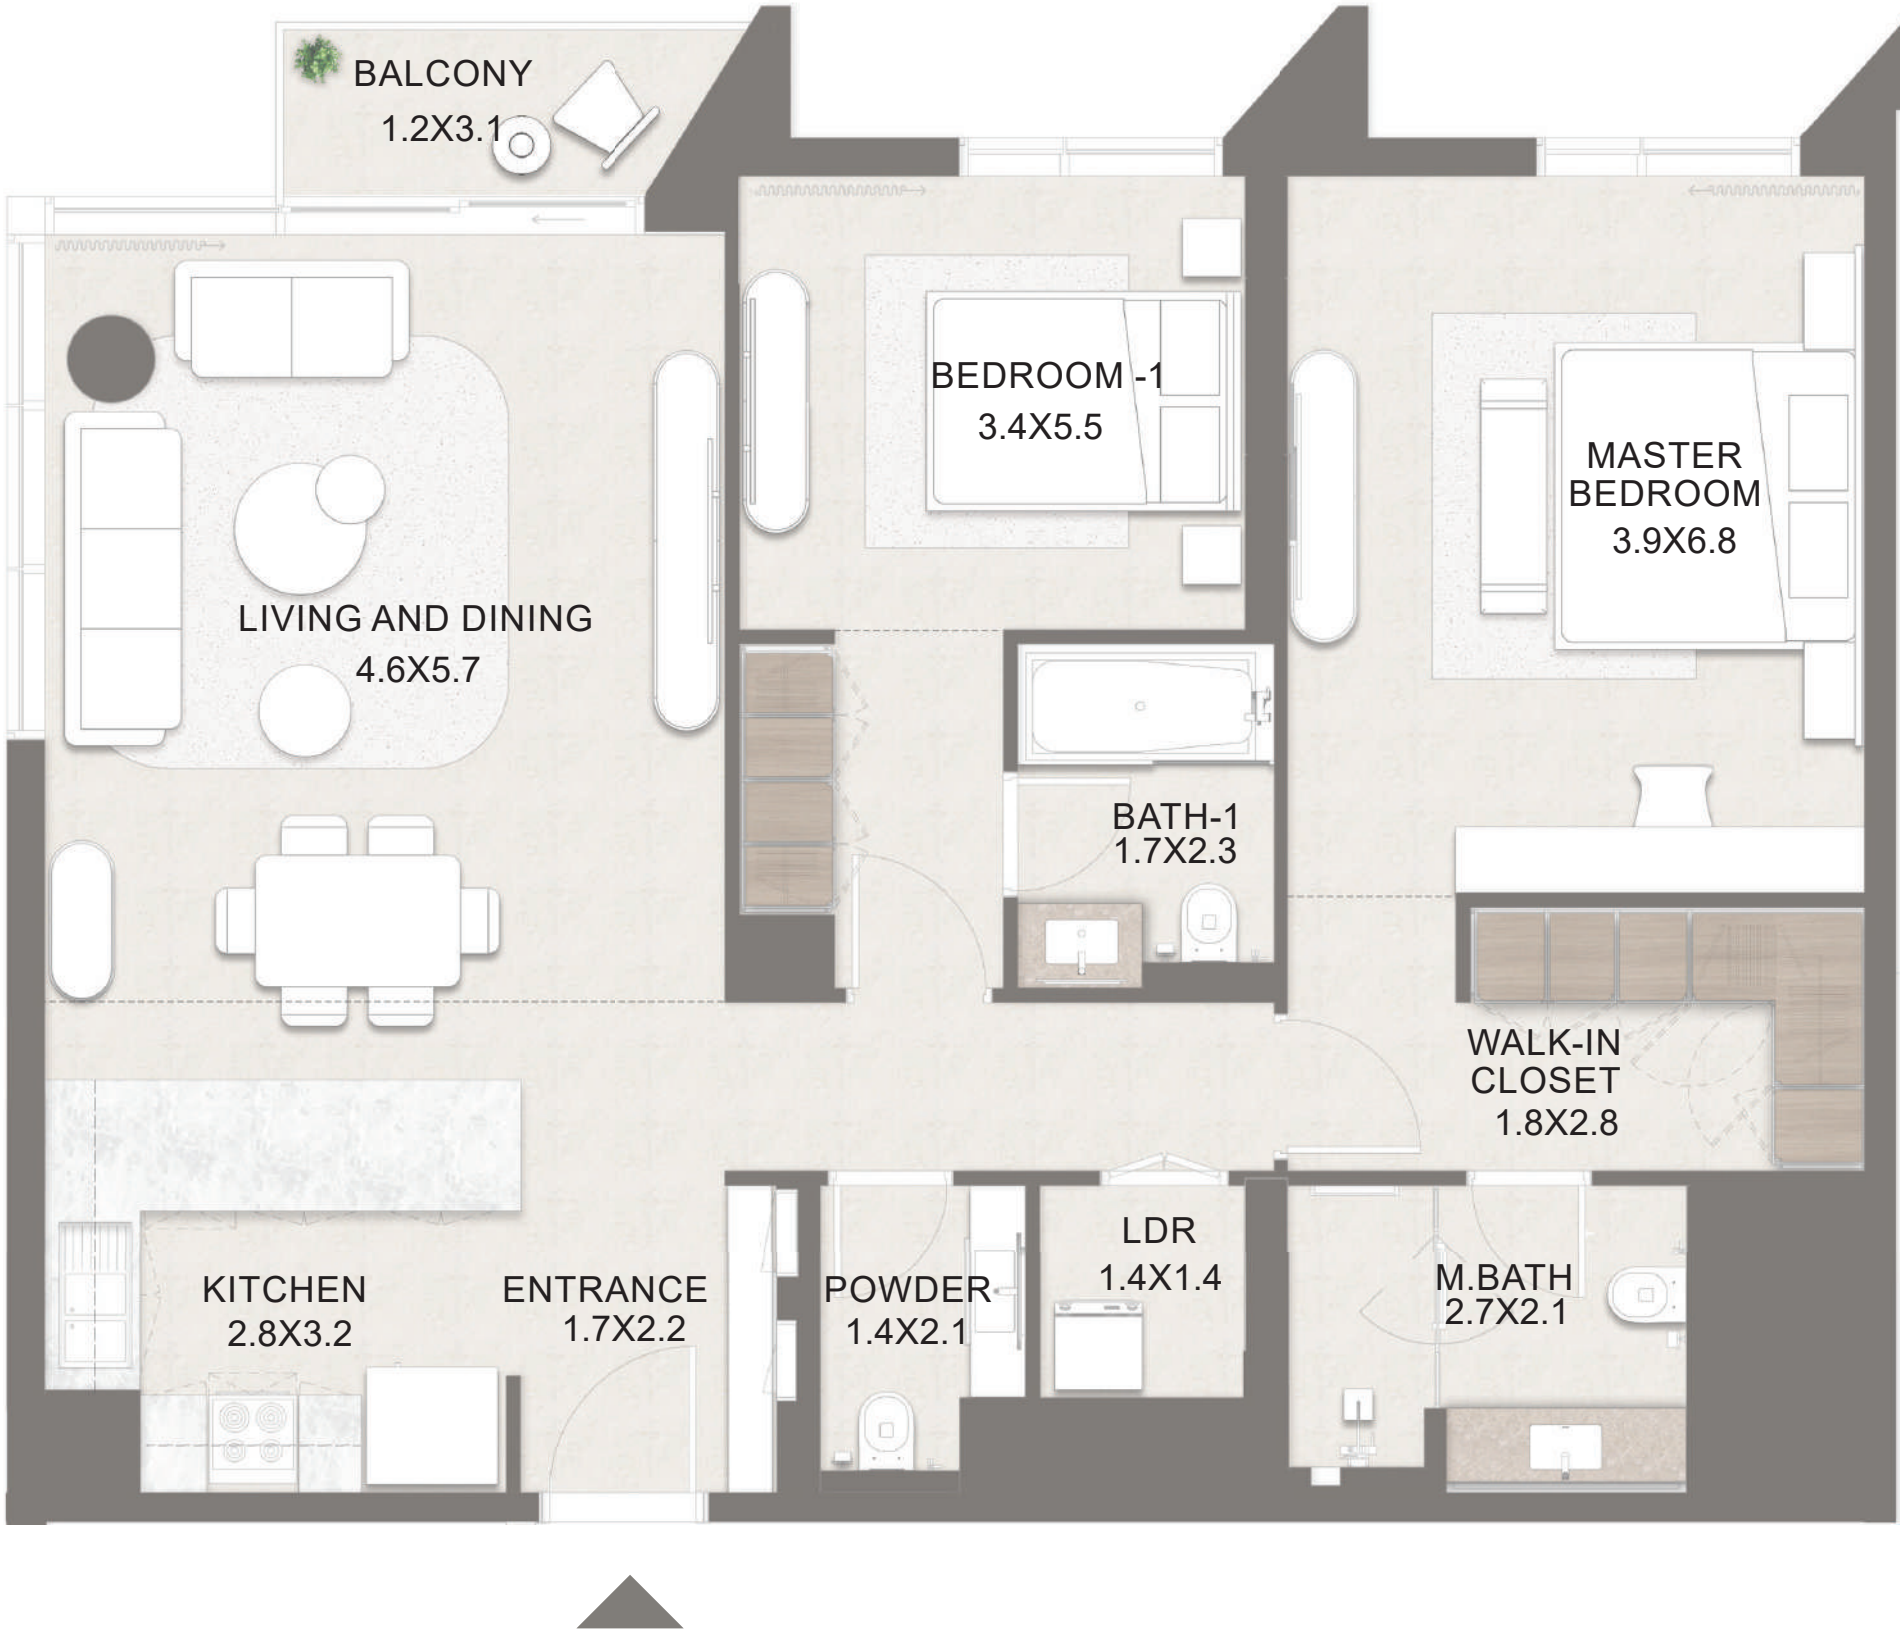 BALCONY
1.2X3.1
BEDROOM -1
3.4X5.5
MASTER
BEDROOM
3.9X6.8
LIVING AND DINING
4.6X5.7
BATH-1
1.7X2.3
WALK-IN
CLOSET
1.8X2.8
KITCHEN
2.8X3.2
ENTRANCE
1.7X2.2
POWDER
1.4X2.1
LDR
1.4X1.4
M.BATH
2.7X2.1